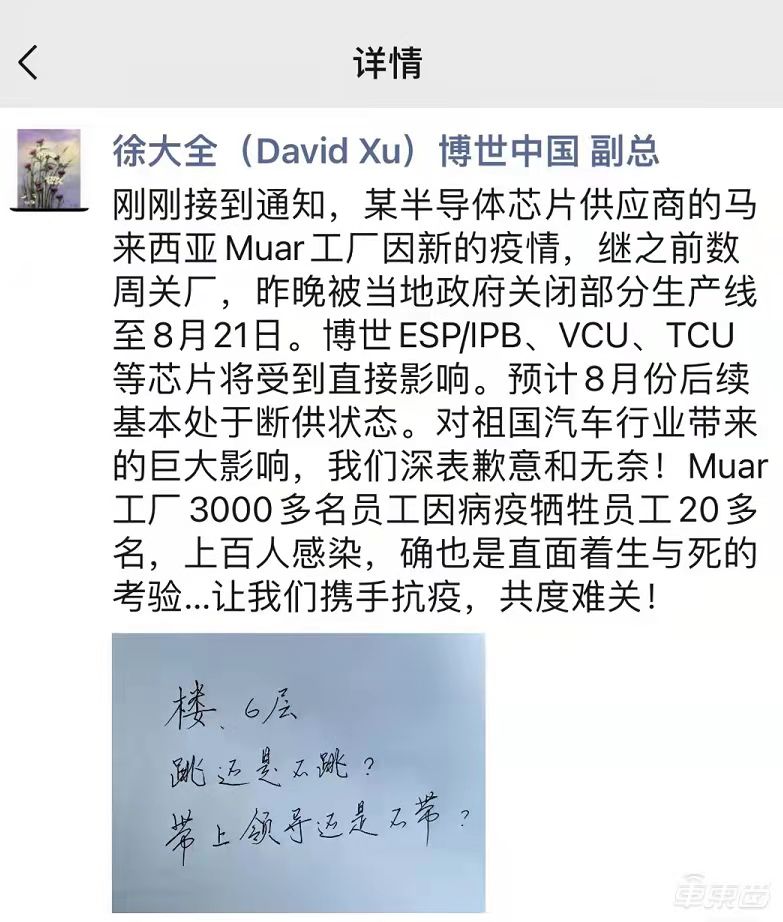 详情
徐大全（David Xu）博世中国 副总
刚刚接到通知，某半导体芯片供应商的马
来西亚Muar工厂因新的疫情，继之前数
周关厂，昨晚被当地政府关闭部分生产线
至8月21日。博世ESP/IPB、VCU、TCU
等芯片将受到直接影响。预计8月份后续
基本处于断供状态。对祖国汽车行业带来
的巨大影响，我们深表歉意和无奈！Muar
工厂3000多名员工因病疫牺牲员工20多
名，上百人感染，确也是直面着生与死的
考验...让我们携手抗疫，共度难关！
楼、6层
跳还是不跳？
带上领导还是不带？
車東西